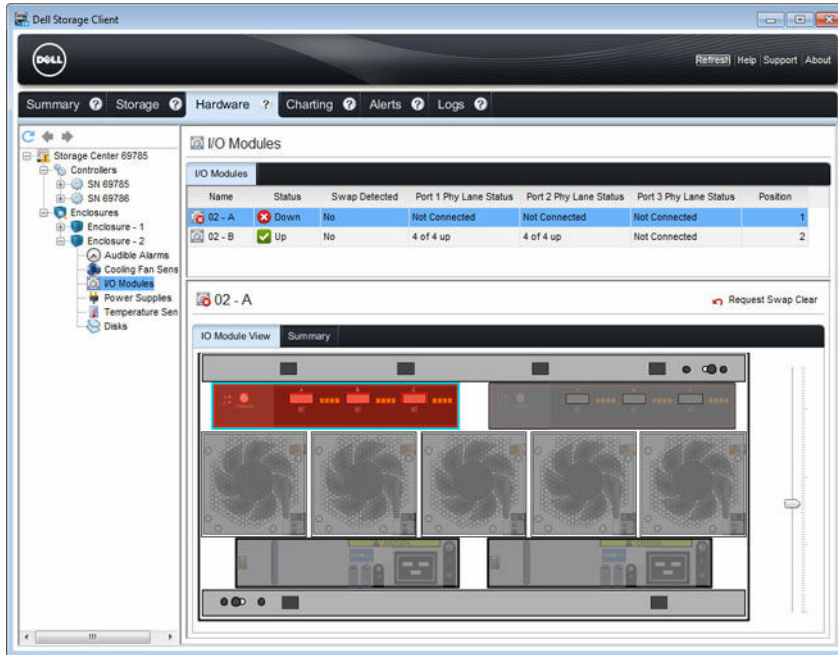 Dell Storage Client
DELL
Refresh Help Support About
Summary ? Storage ? Hardware ? Charting ? Alerts ? Logs ?
Storage Center 69785
Controllers
SN 69785
SN 69786
Enclosures
Enclosure - 1
Enclosure - 2
Audible Alarms
Cooling Fan Sens
I/O Modules
Power Supplies
Temperature Sen
Disks
I/O Modules
I/O Modules
Name Status Swap Detected Port 1 Phy Lane Status Port 2 Phy Lane Status Port 3 Phy Lane Status Position
02 - A Down No Not Connected Not Connected Not Connected 1
02 - B Up No 4 of 4 up 4 of 4 up Not Connected 2
02 - A
Request Swap Clear
IO Module View Summary
A B C